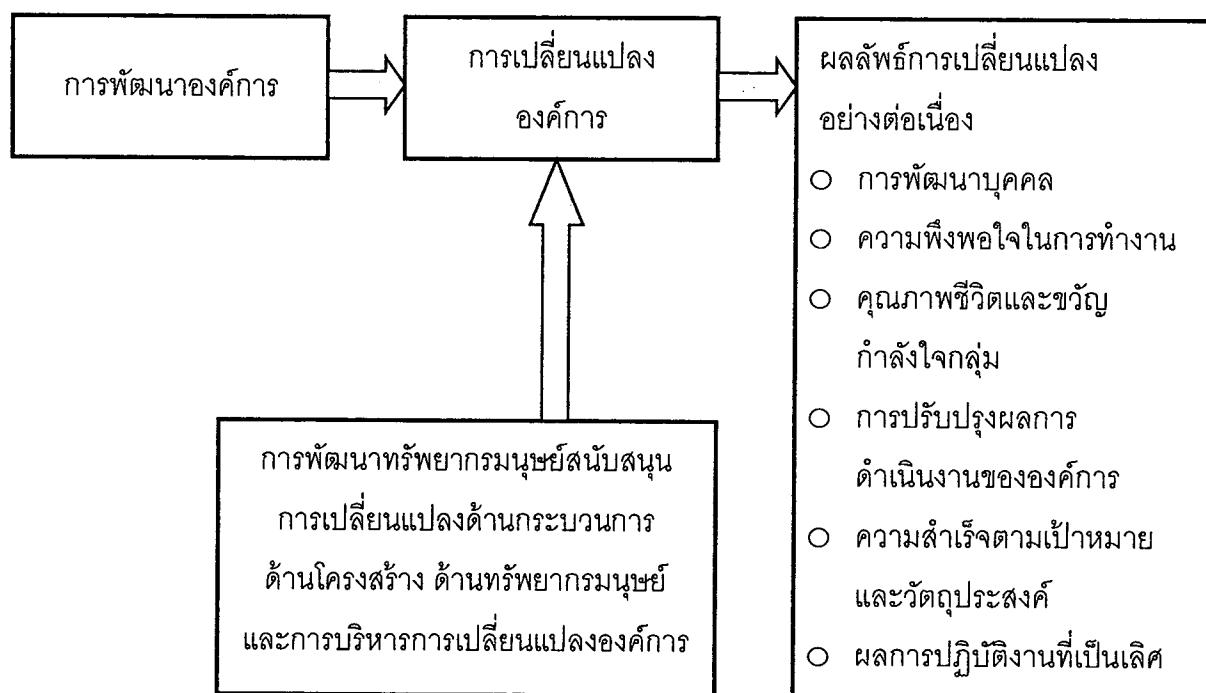 การพัฒนาองค์การ
การเปลี่ยนแปลง
องค์การ
ผลลัพธ์การเปลี่ยนแปลง
อย่างต่อเนื่อง
○ การพัฒนาบุคคล
○ ความพึงพอใจในการทำงาน
○ คุณภาพชีวิตและขวัญ
กำลังใจกลุ่ม
○ การปรับปรุงผลการ
ดำเนินงานขององค์การ
○ ความสำเร็จตามเป้าหมาย
และวัตถุประสงค์
○ ผลการปฏิบัติงานที่เป็นเลิศ
การพัฒนาทรัพยากรมนุษย์สนับสนุน
การเปลี่ยนแปลงด้านกระบวนการ
ด้านโครงสร้าง ด้านทรัพยากรมนุษย์
และการบริหารการเปลี่ยนแปลงองค์การ